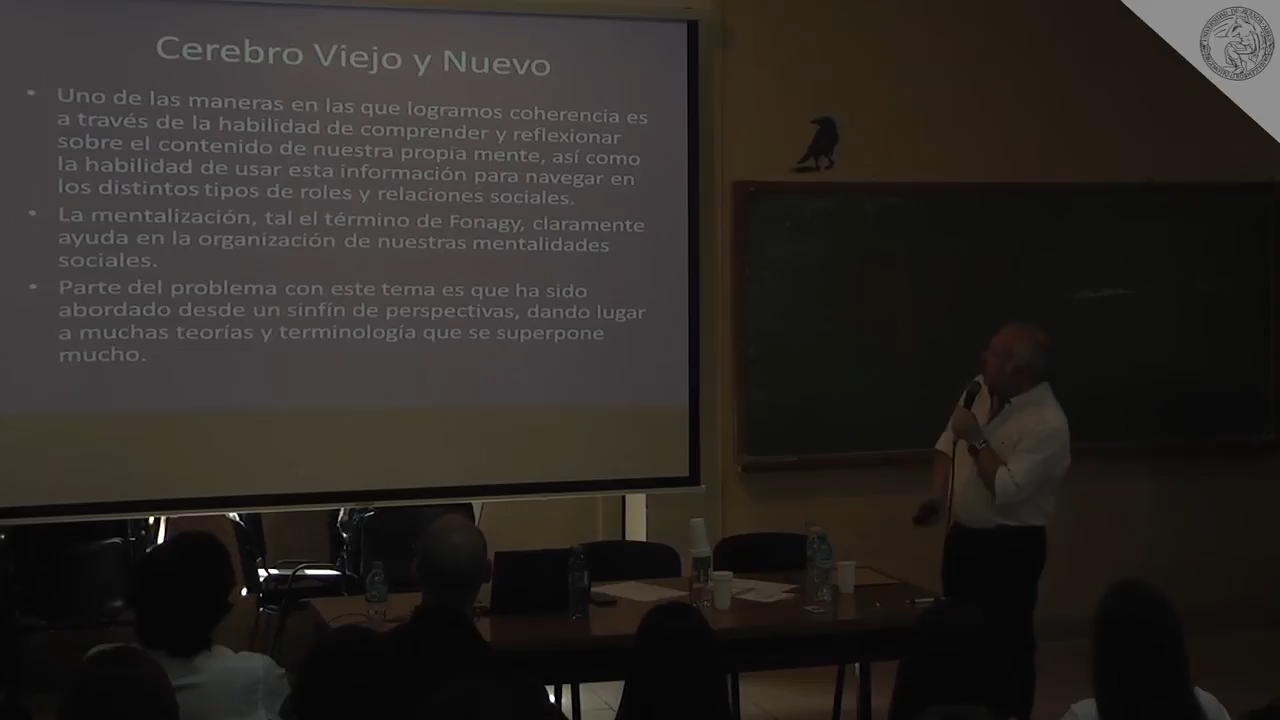 Cerebro Viejo y Nuevo
• Uno de las maneras en las que logramos coherencia es
a través de la habilidad de comprender y reflexionar
sobre el contenido de nuestra propia mente, así como
la habilidad de usar esta información para navegar en
los distintos tipos de roles y relaciones sociales.
• La mentalización, tal el término de Fonagy, claramente
ayuda en la organización de nuestras mentalidades
sociales.
• Parte del problema con este tema es que ha sido
abordado desde un sinfín de perspectivas, dando lugar
a muchas teorías y terminología que se superpone
mucho.